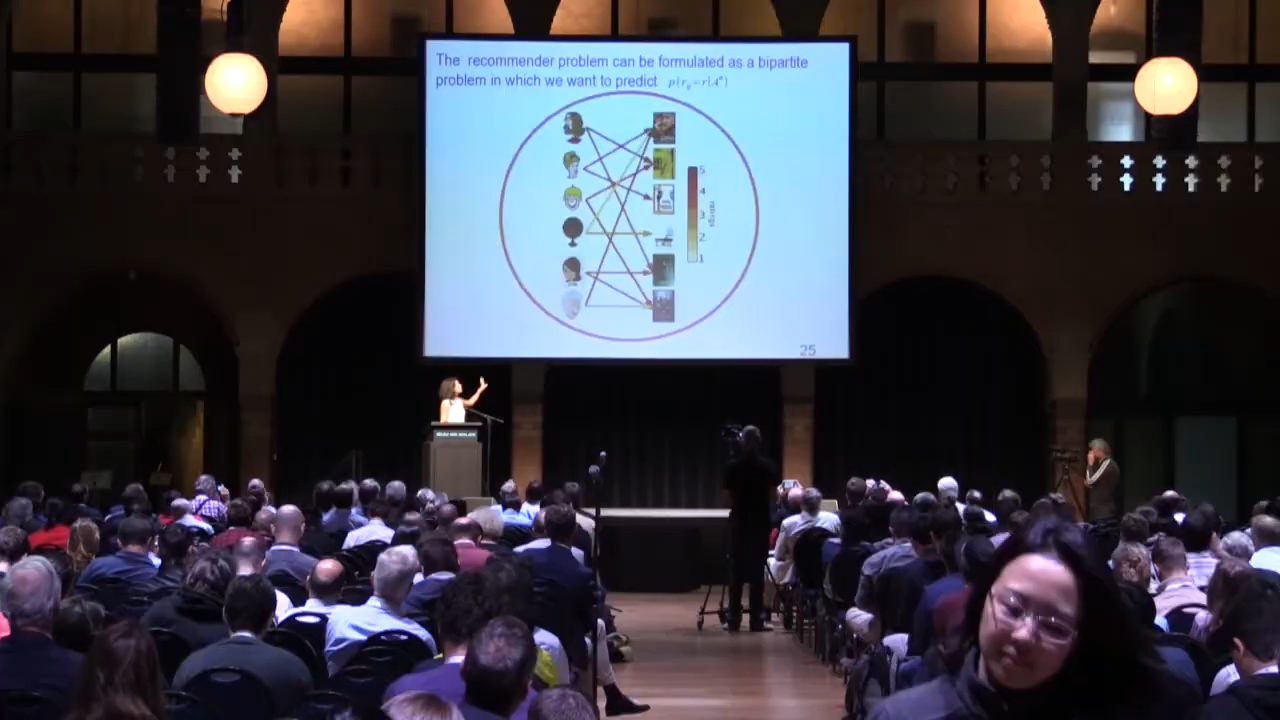 The recommender problem can be formulated as a bipartite
problem in which we want to predict
5
4
3
2
1
ratings
25